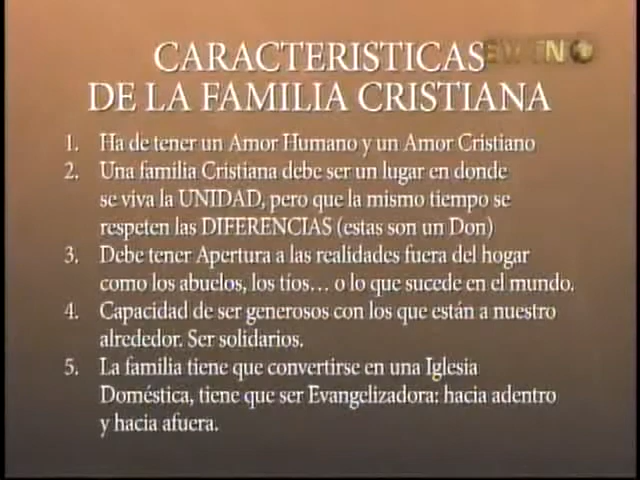 CARACTERISTICAS
EWTN
DE LA FAMILIA CRISTIANA
1. Ha de tener un Amor Humano y un Amor Cristiano
2. Una familia Cristiana debe ser un lugar en donde
se viva la UNIDAD, pero que la mismo tiempo se
respeten las DIFERENCIAS (estas son un Don)
3. Debe tener Apertura a las realidades fuera del hogar
como los abuelos, los tíos... o lo que sucede en el mundo.
4. Capacidad de ser generosos con los que están a nuestro
alrededor. Ser solidarios.
5. La familia tiene que convertirse en una Iglesia
Doméstica, tiene que ser Evangelizadora: hacia adentro
y hacia afuera.